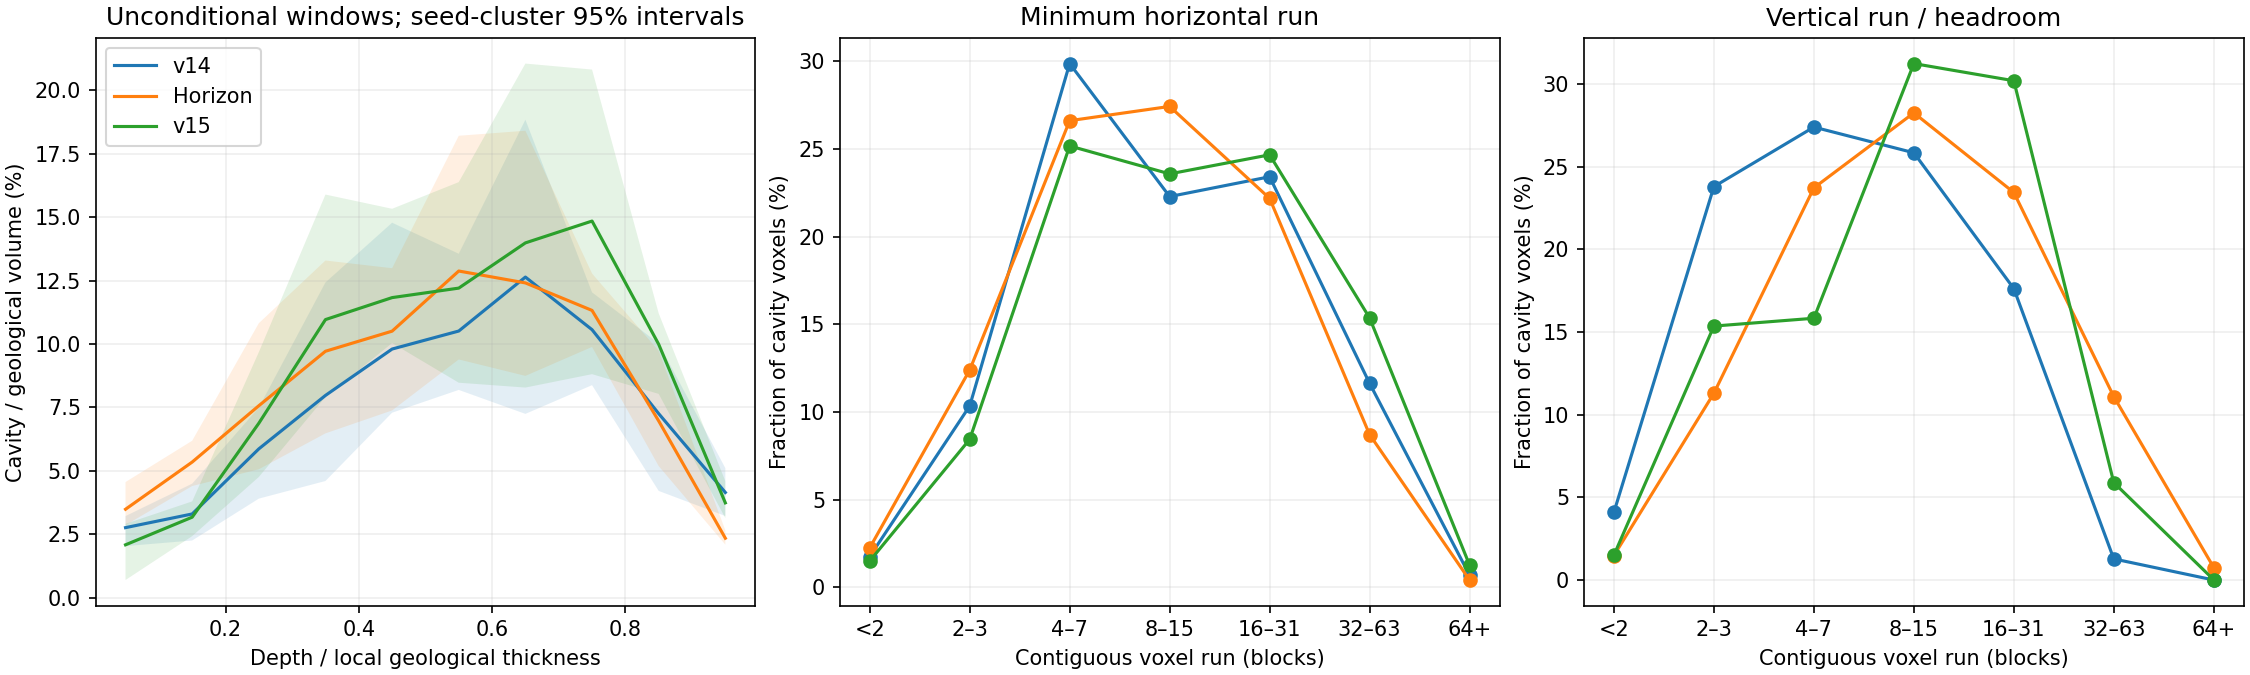 Unconditional windows; seed-cluster 95% intervals
v14
Horizon
v15
20.0
17.5
15.0
12.5
10.0
7.5
5.0
2.5
0.0
0.2 0.4 0.6 0.8
Cavity / geological volume (%)
Depth / local geological thickness
Minimum horizontal run
30
25
20
15
10
5
0
<2 2–3 4–7 8–15 16–31 32–63 64+
Fraction of cavity voxels (%)
Contiguous voxel run (blocks)
Vertical run / headroom
30
25
20
15
10
5
0
<2 2–3 4–7 8–15 16–31 32–63 64+
Fraction of cavity voxels (%)
Contiguous voxel run (blocks)